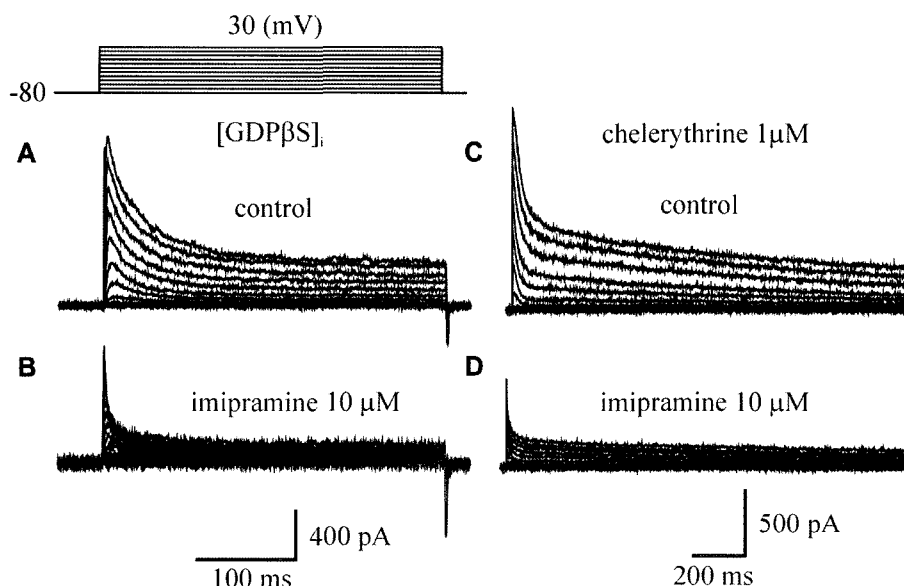 30 (mV)
-80
A
[GDPβS]i
control
C
chelerythrine 1μM
control
B
imipramine 10 μM
D
imipramine 10 μM
400 pA
100 ms
500 pA
200 ms